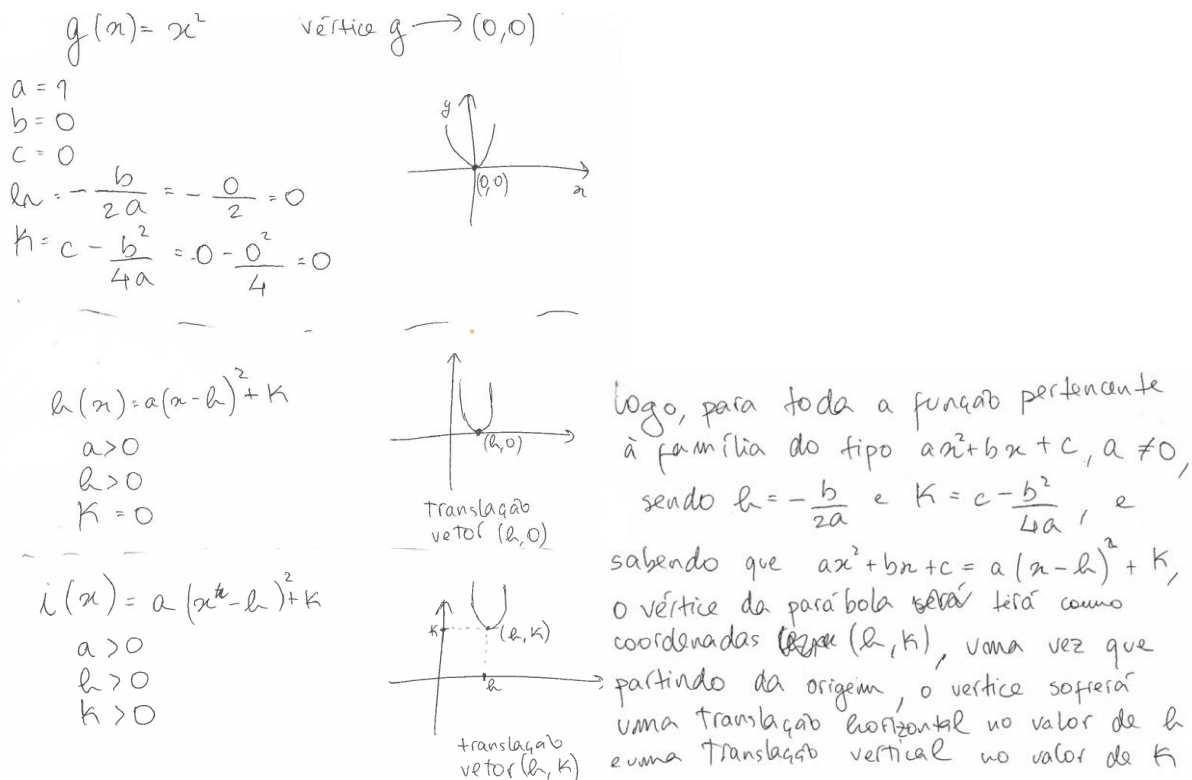 g(x) = x² vértice g → (0,0)
a = 1
b = 0
c = 0
h = - b/2a = - 0/2 = 0
K = c - b²/4a = 0 - 0²/4 = 0
y
(0,0)
x
h(x) = a(x-h)² + K
a>0
h>0
K = 0
(h,0)
translação
vetor (h,0)
i(x) = a(x-h)² + K
a>0
h>0
K>0
K
(h,K)
h
translação
vetor (h,K)
Logo, para toda a função pertencente
à família do tipo ax²+bx+c, a ≠0,
sendo h = - b/2a e K = c - b²/4a, e
sabendo que ax²+bx+c = a(x-h)² + K,
o vértice da parábola terá como
coordenadas (h,K), uma vez que
partindo da origem, o vertice sofrerá
uma translação horizontal no valor de h
e uma translação vertical no valor de K